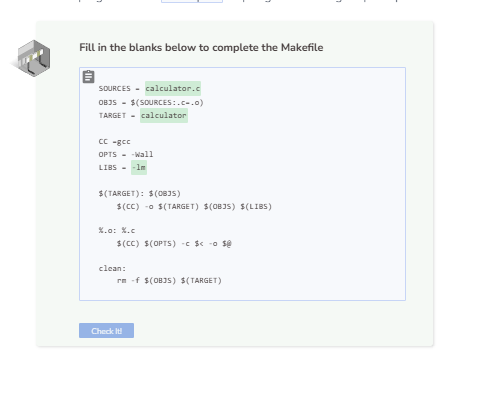 Fill in the blanks below to complete the Makefile
SOURCES = calculator.c
OBJS = $(SOURCES:.c=.o)
TARGET = calculator
CC =gcc
OPTS = -Wall
LIBS = -lm
$(TARGET): $(OBJS)
$(CC) -o $(TARGET) $(OBJS) $(LIBS)
%.o: %.c
$(CC) $(OPTS) -c $< -o $@
clean:
rm -f $(OBJS) $(TARGET)
Check It!